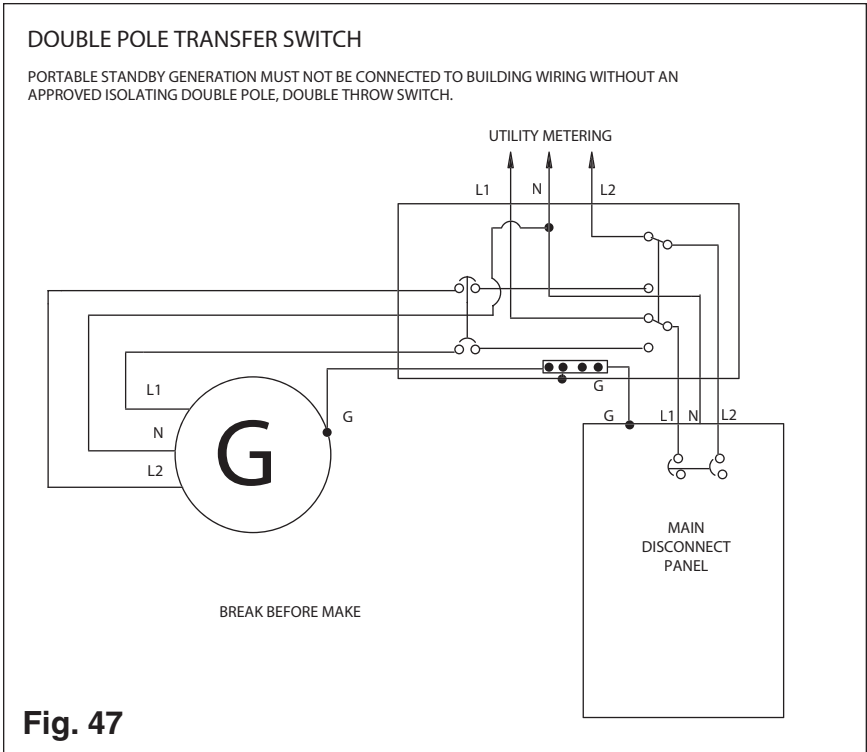 DOUBLE POLE TRANSFER SWITCH
PORTABLE STANDBY GENERATION MUST NOT BE CONNECTED TO BUILDING WIRING WITHOUT AN
APPROVED ISOLATING DOUBLE POLE, DOUBLE THROW SWITCH.
UTILITY METERING
L1 N L2
G
L1
G
N
L2
G
G L1 N L2
MAIN
DISCONNECT
PANEL
BREAK BEFORE MAKE
Fig. 47